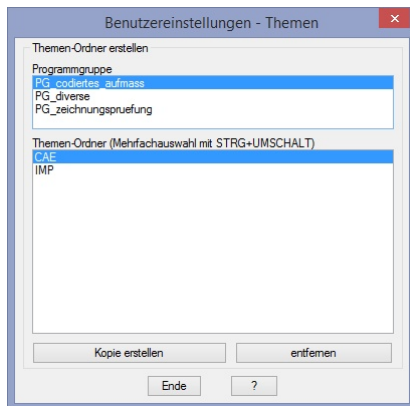 Benutzereinstellungen - Themen
Themen-Ordner erstellen
Programmgruppe
PG_codiertes_aufmass
PG_diverse
PG_zeichnungspruefung
Themen-Ordner (Mehrfachauswahl mit STRG+UMSCHALT)
CAE
IMP
Kopie erstellen
entfernen
Ende
?